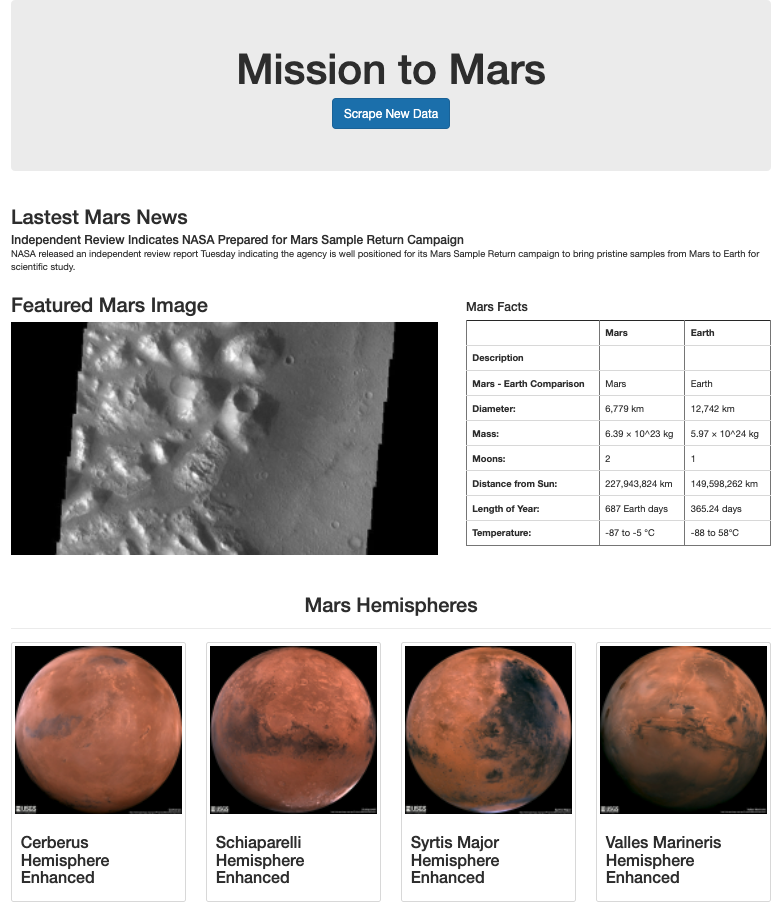 Mission to Mars
Scrape New Data
Lastest Mars News
Independent Review Indicates NASA Prepared for Mars Sample Return Campaign
NASA released an independent review report Tuesday indicating the agency is well positioned for its Mars Sample Return campaign to bring pristine samples from Mars to Earth for
scientific study.
Featured Mars Image
Mars Facts
Mars Earth
Description
Mars - Earth Comparison Mars Earth
Diameter: 6,779 km 12,742 km
Mass: 6.39 × 10^23 kg 5.97 × 10^24 kg
Moons: 2 1
Distance from Sun: 227,943,824 km 149,598,262 km
Length of Year: 687 Earth days 365.24 days
Temperature: -87 to -5 °C -88 to 58°C
Mars Hemispheres
USGS USGS USGS USGS
Cerberus
Hemisphere
Enhanced
Schiaparelli
Hemisphere
Enhanced
Syrtis Major
Hemisphere
Enhanced
Valles Marineris
Hemisphere
Enhanced